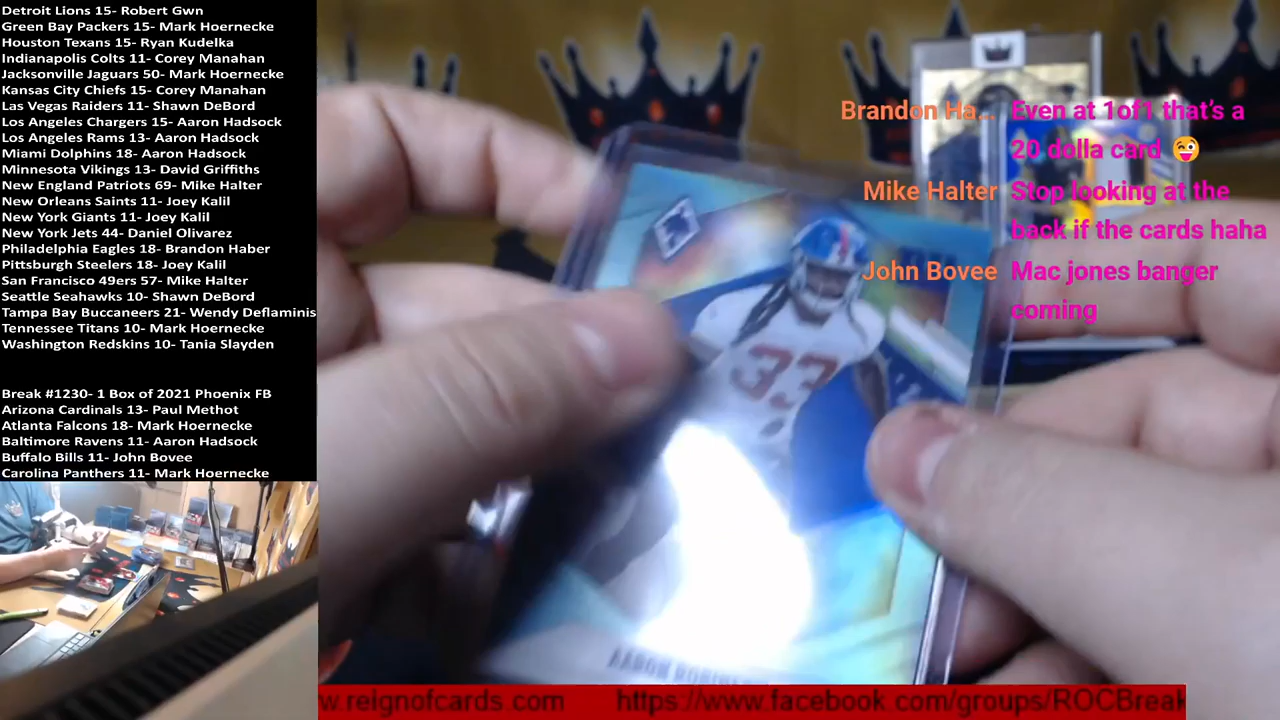 Detroit Lions 15- Robert Gwn
Green Bay Packers 15- Mark Hoernecke
Houston Texans 15- Ryan Kudelka
Indianapolis Colts 11- Corey Manahan
Jacksonville Jaguars 50- Mark Hoernecke
Kansas City Chiefs 15- Corey Manahan
Las Vegas Raiders 11- Shawn DeBord
Los Angeles Chargers 15- Aaron Hadsock
Los Angeles Rams 13- Aaron Hadsock
Miami Dolphins 18- Aaron Hadsock
Minnesota Vikings 13- David Griffiths
New England Patriots 69- Mike Halter
New Orleans Saints 11- Joey Kalil
New York Giants 11- Joey Kalil
New York Jets 44- Daniel Olivarez
Philadelphia Eagles 18- Brandon Haber
Pittsburgh Steelers 18- Joey Kalil
San Francisco 49ers 57- Mike Halter
Seattle Seahawks 10- Shawn DeBord
Tampa Bay Buccaneers 21- Wendy Deflaminis
Tennessee Titans 10- Mark Hoernecke
Washington Redskins 10- Tania Slayden
Break #1230- 1 Box of 2021 Phoenix FB
Arizona Cardinals 13- Paul Methot
Atlanta Falcons 18- Mark Hoernecke
Baltimore Ravens 11- Aaron Hadsock
Buffalo Bills 11- John Bovee
Carolina Panthers 11- Mark Hoernecke
Brandon Ha... Even at 1of1 that's a
20 dolla card 😜
Mike Halter Stop looking at the
back if the cards haha
John Bovee Mac jones banger
coming
33
AARON
w.reignofcards.com https://www.facebook.com/groups/ROCBreak